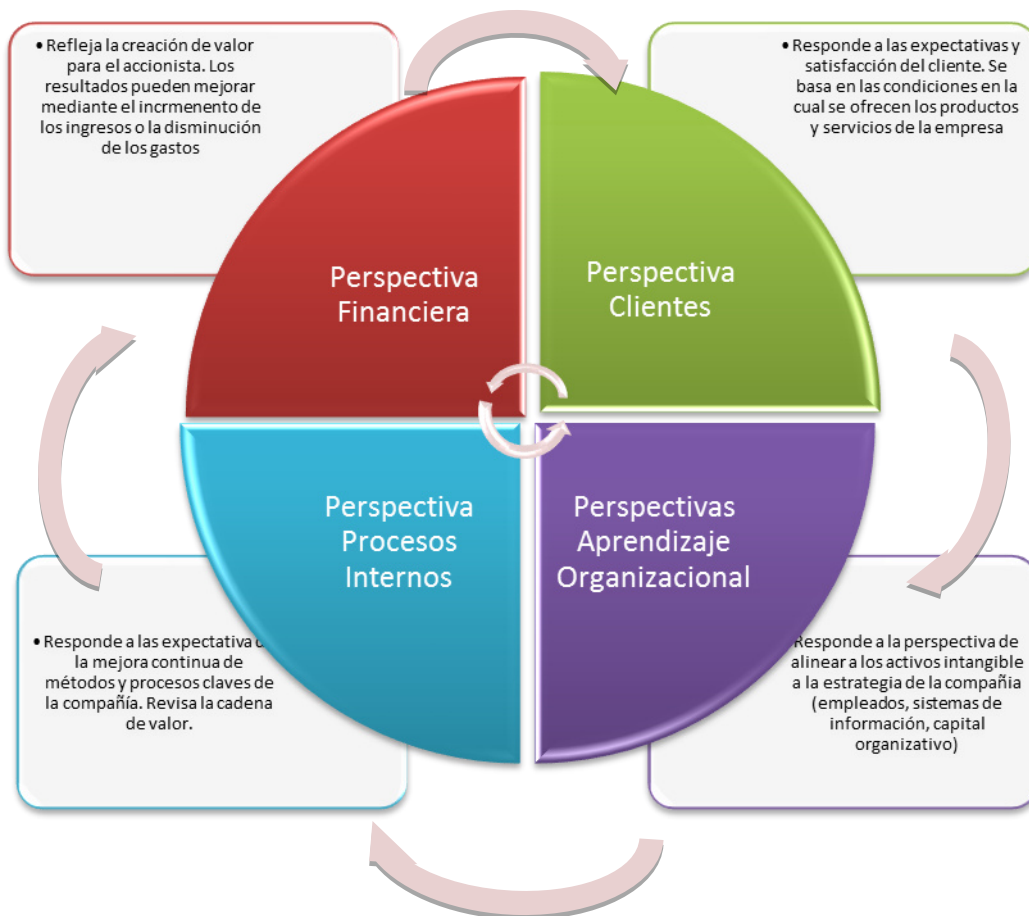 • Refleja la creación de valor
para el accionista. Los
resultados pueden mejorar
mediante el incrmenento de
los ingresos o la disminución
de los gastos
• Responde a las expectativas y
satisfacción del cliente. Se
basa en las condiciones en la
cual se ofrecen los productos
y servicios de la empresa
Perspectiva
Financiera
Perspectiva
Clientes
Perspectiva
Procesos
Internos
Perspectivas
Aprendizaje
Organizacional
• Responde a las expectativa
la mejora continua de
métodos y procesos claves de
la compañía. Revisa la cadena
de valor.
Responde a la perspectiva de
alinear a los activos intangible
a la estrategia de la compañia
(empleados, sistemas de
información, capital
organizativo)